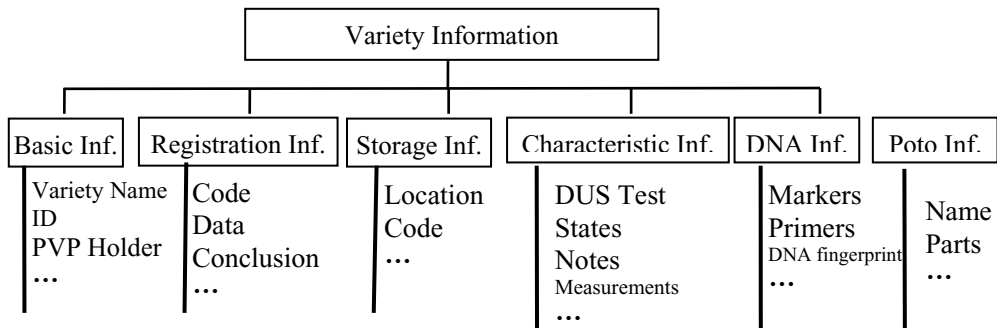 Variety Information
Basic Inf.
Registration Inf.
Storage Inf.
Characteristic Inf.
DNA Inf.
Poto Inf.
Variety Name
ID
PVP Holder
…
Code
Data
Conclusion
…
Location
Code
…
DUS Test
States
Notes
Measurements
…
Markers
Primers
DNA fingerprint
…
Name
Parts
…